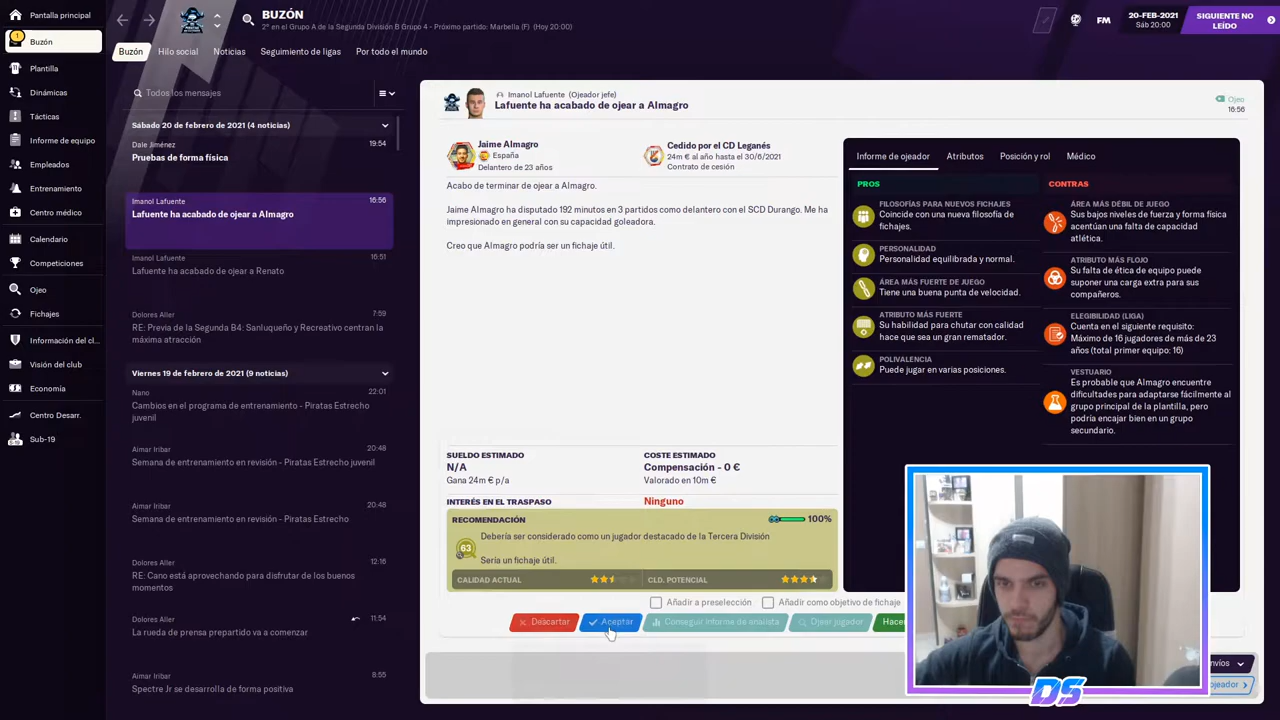 Pantalla principal
1
Buzón
Plantilla
Dinámicas
Tácticas
Informe de equipo
Empleados
Entrenamiento
Centro médico
Calendario
Competiciones
Ojeo
Fichajes
Información del cl...
Visión del club
Economía
Centro Desarr.
Sub-19
BUZÓN
2º en el Grupo A de la Segunda División B Grupo 4 - Próximo partido: Marbella (F) (Hoy 20:00)
FM
20-FEB-2021
Sáb 20:00
SIGUIENTE NO LEÍDO
Buzón
Hilo social
Noticias
Seguimiento de ligas
Por todo el mundo
Todos los mensajes
Sábado 20 de febrero de 2021 (4 noticias)
Dale Jiménez
19:54
Pruebas de forma física
Imanol Lafuente
16:56
Lafuente ha acabado de ojear a Almagro
Imanol Lafuente
16:51
Lafuente ha acabado de ojear a Renato
Dolores Aller
7:59
RE: Previa de la Segunda B4: Sanluqueño y Recreativo centran la
máxima atracción
Viernes 19 de febrero de 2021 (9 noticias)
Nano
22:01
Cambios en el programa de entrenamiento - Piratas Estrecho
juvenil
Aimar Iribar
20:48
Semana de entrenamiento en revisión - Piratas Estrecho juvenil
Aimar Iribar
20:48
Semana de entrenamiento en revisión - Piratas Estrecho
Dolores Aller
12:16
RE: Cano está aprovechando para disfrutar de los buenos
momentos
Dolores Aller
11:54
La rueda de prensa prepartido va a comenzar
Aimar Iribar
8:55
Spectre Jr se desarrolla de forma positiva
Imanol Lafuente (Ojeador jefe)
Lafuente ha acabado de ojear a Almagro
Ojeo
16:56
Jaime Almagro
España
Delantero de 23 años
Cedido por el CD Leganés
24m € al año hasta el 30/6/2021
Contrato de cesión
Acabo de terminar de ojear a Almagro.
Jaime Almagro ha disputado 192 minutos en 3 partidos como delantero con el SCD Durango. Me ha
impresionado en general con su capacidad goleadora.
Creo que Almagro podría ser un fichaje útil.
SUELDO ESTIMADO
N/A
Gana 24m € p/a
COSTE ESTIMADO
Compensación - 0 €
Valorado en 10m €
INTERÉS EN EL TRASPASO
Ninguno
RECOMENDACIÓN
100%
63
Debería ser considerado como un jugador destacado de la Tercera División
Sería un fichaje útil.
CALIDAD ACTUAL
CLD. POTENCIAL
Añadir a preselección
Añadir como objetivo de fichaje
Descartar
Aceptar
Conseguir informe de analista
Ojear jugador
Hacer
Informe de ojeador
Atributos
Posición y rol
Médico
PROS
FILOSOFÍAS PARA NUEVOS FICHAJES
Coincide con una nueva filosofía de
fichajes.
PERSONALIDAD
Personalidad equilibrada y normal.
ÁREA MÁS FUERTE DE JUEGO
Tiene una buena punta de velocidad.
ATRIBUTO MÁS FUERTE
Su habilidad para chutar con calidad
hace que sea un gran rematador.
POLIVALENCIA
Puede jugar en varias posiciones.
CONTRAS
ÁREA MÁS DÉBIL DE JUEGO
Sus bajos niveles de fuerza y forma física
acentúan una falta de capacidad
atlética.
ATRIBUTO MÁS FLOJO
Su falta de ética de equipo puede
suponer una carga extra para sus
compañeros.
ELEGIBILIDAD (LIGA)
Cuenta en el siguiente requisito:
Máximo de 16 jugadores de más de 23
años (total primer equipo: 16)
VESTUARIO
Es probable que Almagro encuentre
dificultades para adaptarse fácilmente al
grupo principal de la plantilla, pero
podría encajar bien en un grupo
secundario.
nvíos
ojeador
DS